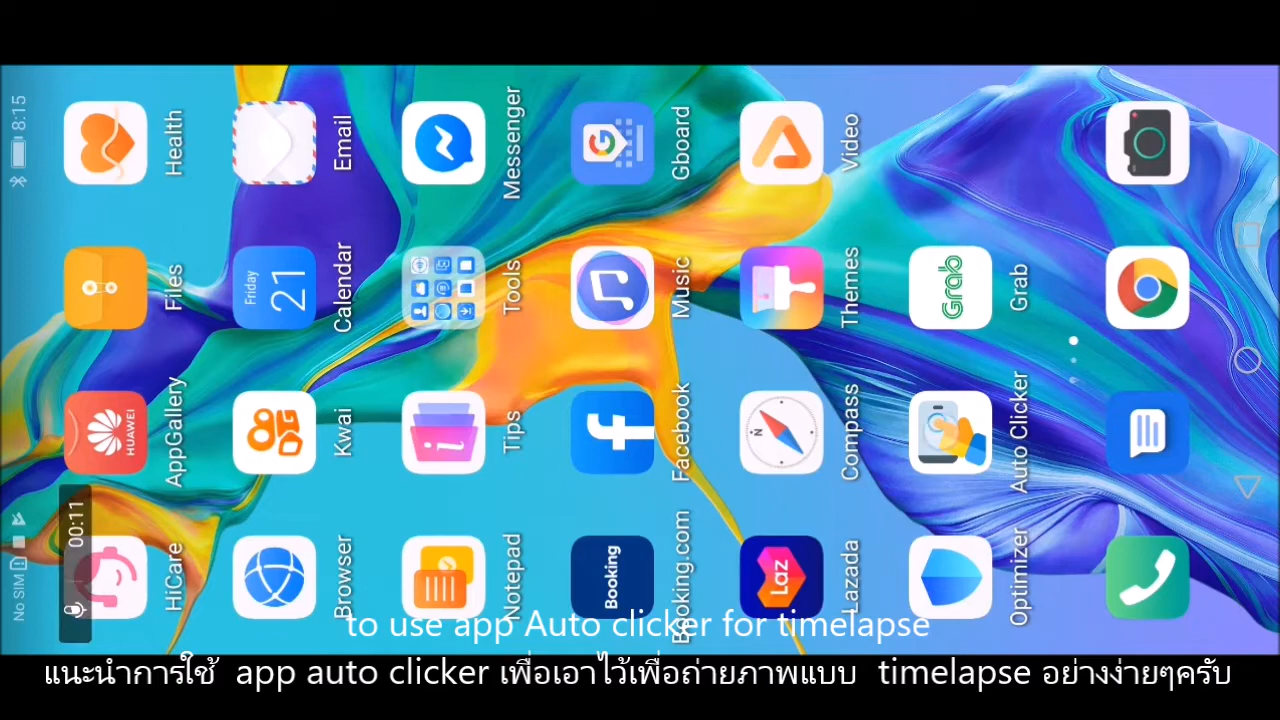 No SIM
8:15
00:11
HiCare
AppGallery
HUAWEI
Files
Health
Browser
Kwai
Calendar
Friday
21
Email
Notepad
Tips
Tools
Messenger
Booking.com
Booking
Facebook
Music
Gboard
G
Lazada
Laz
Compass
N
Themes
Video
Optimizer
Auto Clicker
Grab
Grab
to use app Auto clicker for timelapse
แนะนำการใช้ app auto clicker เพื่อเอาไว้เพื่อถ่ายภาพแบบ timelapse อย่างง่ายๆครับ